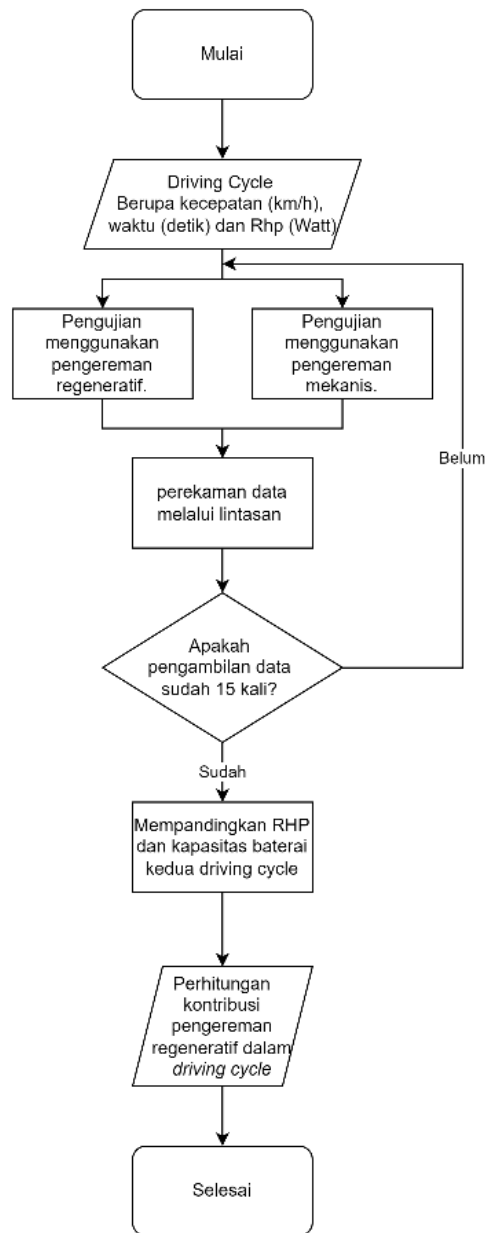 Mulai
Driving Cycle
Berupa kecepatan (km/h),
waktu (detik) dan Rhp (Watt)
Pengujian
menggunakan
pengereman
regeneratif.
Pengujian
menggunakan
pengereman
mekanis.
Belum
perekaman data
melalui lintasan
Apakah
pengambilan data
sudah 15 kali?
Sudah
Mempandingkan RHP
dan kapasitas baterai
kedua driving cycle
Perhitungan
kontribusi
pengereman
regeneratif dalam
driving cycle
Selesai